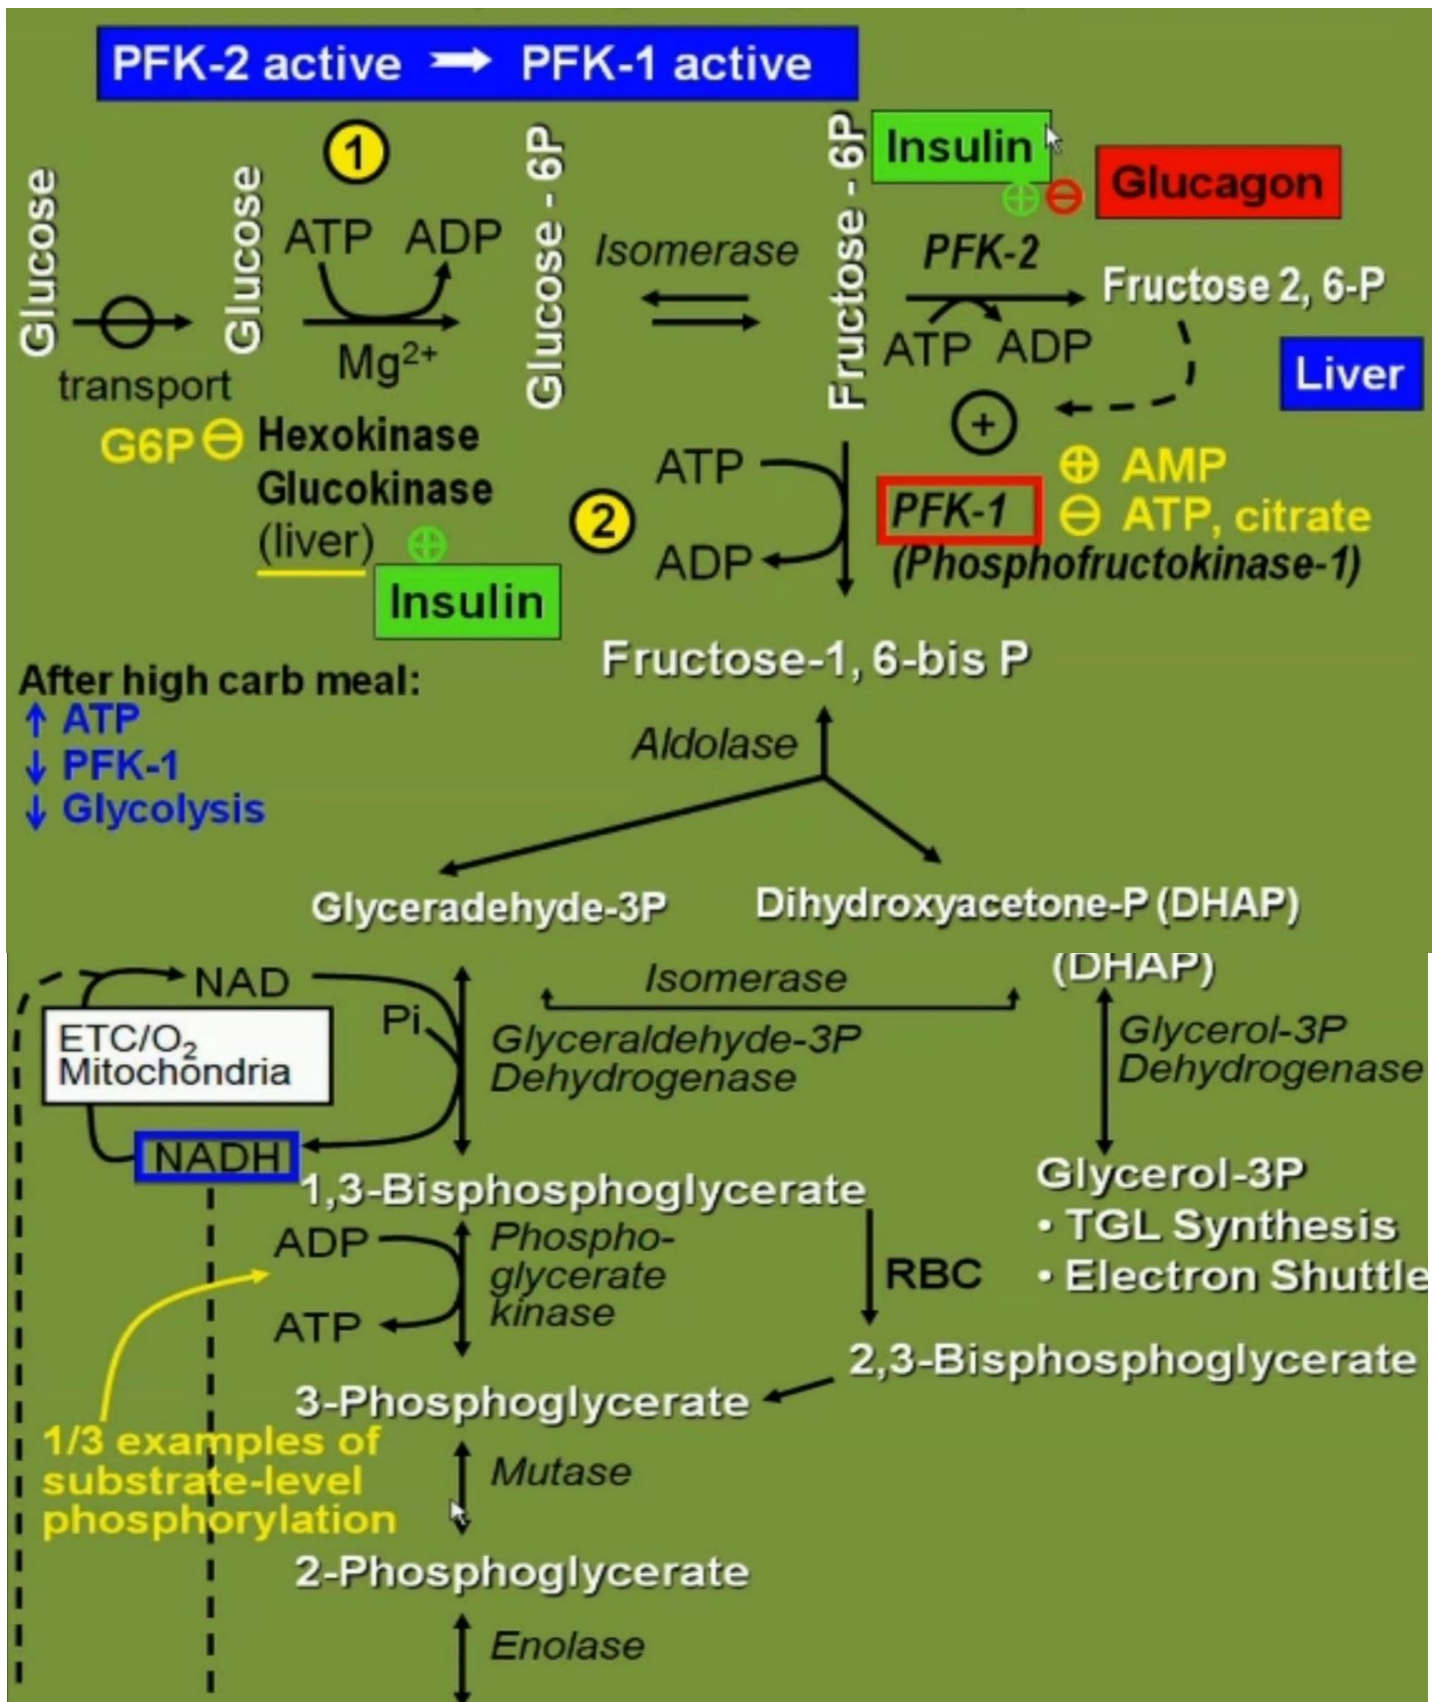 PFK-2 active → PFK-1 active
1
Glucose
transport
Glucose
ATP ADP
Mg2+
Glucose - 6P
Isomerase
Fructose - 6P
Insulin
Glucagon
+ −
PFK-2
ATP ADP
Fructose 2, 6-P
Liver
G6P − Hexokinase
Glucokinase
(liver) +
Insulin
2
ATP
ADP
+
PFK-1
(Phosphofructokinase-1)
+ AMP
− ATP, citrate
Fructose-1, 6-bis P
After high carb meal:
↑ ATP
↓ PFK-1
↓ Glycolysis
Aldolase
Glyceradehyde-3P
Dihydroxyacetone-P (DHAP)
(DHAP)
Isomerase
NAD
Pi
ETC/O2
Mitochondria
NADH
Glyceraldehyde-3P
Dehydrogenase
Glycerol-3P
Dehydrogenase
1,3-Bisphosphoglycerate
Glycerol-3P
• TGL Synthesis
• Electron Shuttle
ADP
ATP
Phospho-
glycerate
kinase
RBC
2,3-Bisphosphoglycerate
3-Phosphoglycerate
1/3 examples of
substrate-level
phosphorylation
Mutase
2-Phosphoglycerate
Enolase